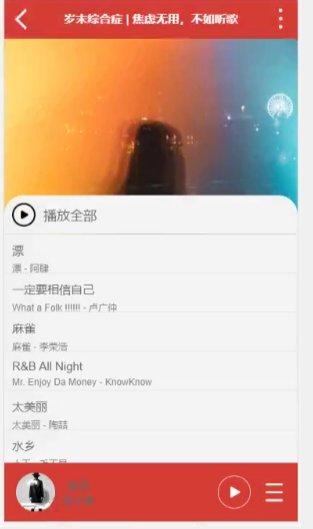 岁末综合症 | 焦虑无用，不如听歌
播放全部
漂
漂 - 阿肆
一定要相信自己
What a Folk !!!!!! - 卢广仲
麻雀
麻雀 - 李荣浩
R&B All Night
Mr. Enjoy Da Money - KnowKnow
太美丽
太美丽 - 陶喆
水乡